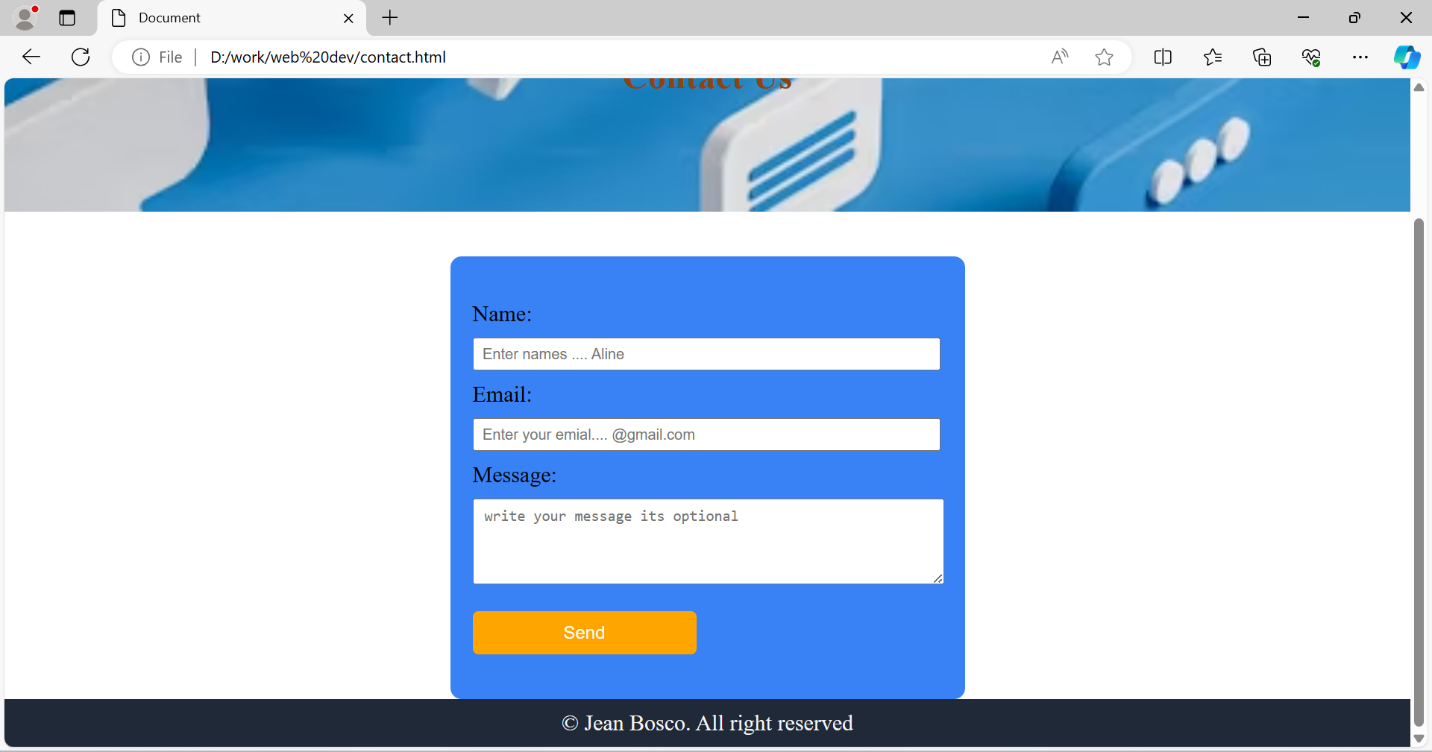 Document
File
D:/work/web%20dev/contact.html
Contact Us
Name:
Enter names .... Aline
Email:
Enter your emial.... @gmail.com
Message:
write your message its optional
Send
© Jean Bosco. All right reserved